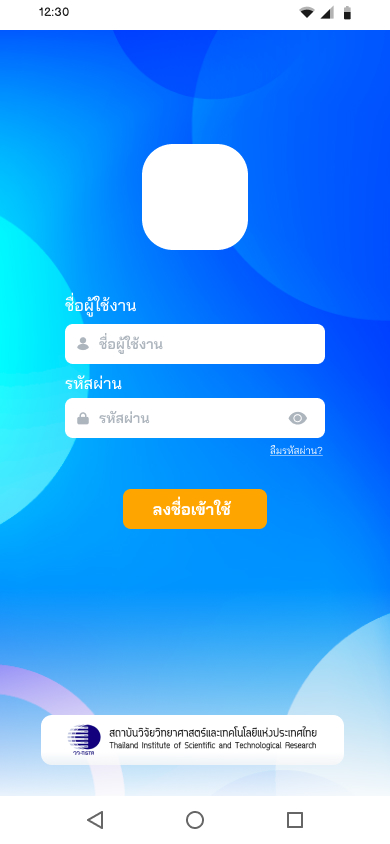 12:30
ชื่อผู้ใช้งาน
ชื่อผู้ใช้งาน
รหัสผ่าน
รหัสผ่าน
ลืมรหัสผ่าน?
ลงชื่อเข้าใช้
สถาบันวิจัยวิทยาศาสตร์และเทคโนโลยีแห่งประเทศไทย
Thailand Institute of Scientific and Technological Research
วว-TISTR